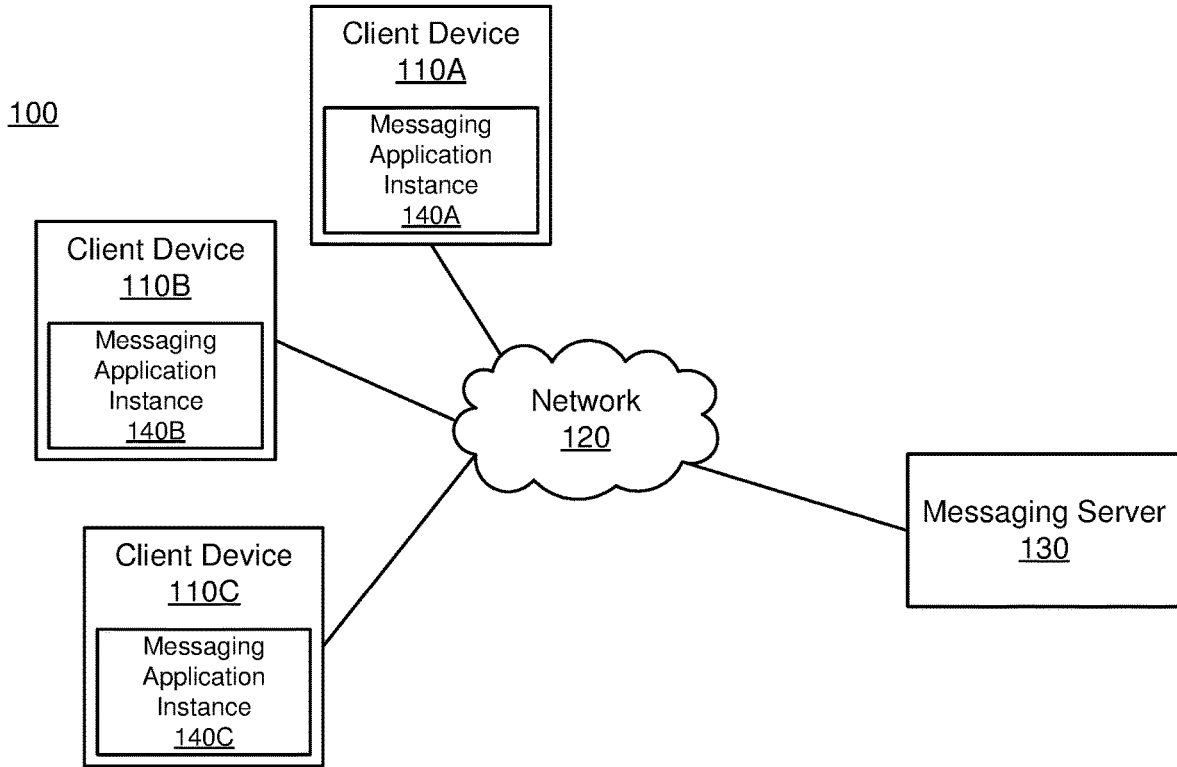 100
Client Device
110A
Messaging
Application
Instance
140A
Client Device
110B
Messaging
Application
Instance
140B
Network
120
Messaging Server
130
Client Device
110C
Messaging
Application
Instance
140C